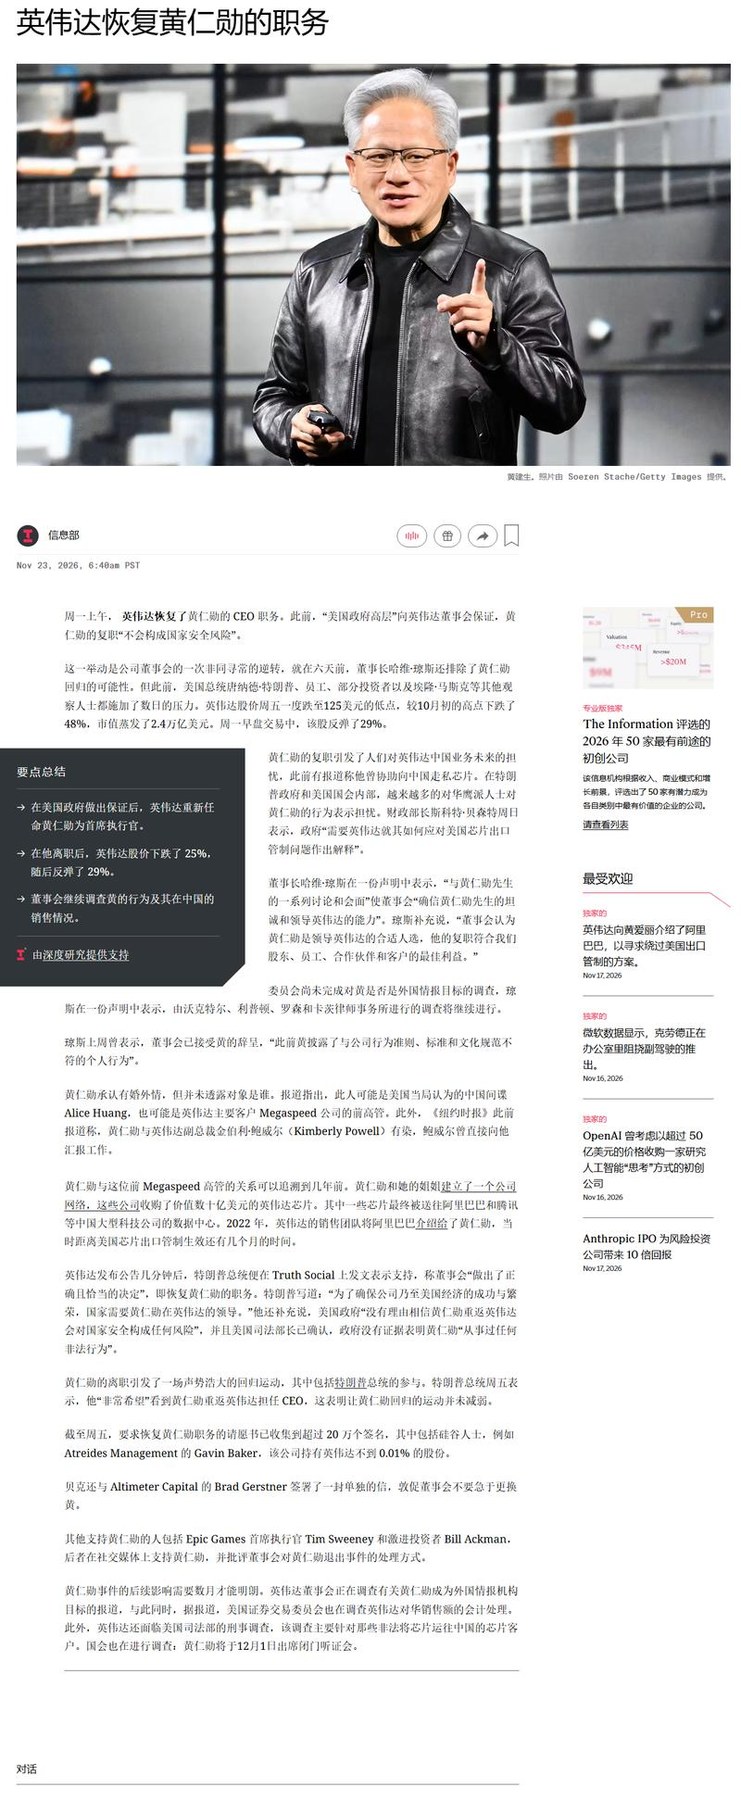 英伟达恢复黄仁勋的职务
黄建生。照片由 Soeren Stache/Getty Images 提供。
信息部
Nov 23, 2026, 6:40am PST
周一上午， 英伟达恢复了黄仁勋的 CEO 职务。此前，“美国政府高层”向英伟达董事会保证，黄
仁勋的复职“不会构成国家安全风险”。
这一举动是公司董事会的一次非同寻常的逆转，就在六天前，董事长哈维·琼斯还排除了黄仁勋
回归的可能性。但此前，美国总统唐纳德·特朗普、员工、部分投资者以及埃隆·马斯克等其他观
察人士都施加了数日的压力。英伟达股价周五一度跌至125美元的低点，较10月初的高点下跌了
48%，市值蒸发了2.4万亿美元。周一早盘交易中，该股反弹了29%。
要点总结
→ 在美国政府做出保证后，英伟达重新任
命黄仁勋为首席执行官。
→ 在他离职后，英伟达股价下跌了 25%，
随后反弹了 29%。
→ 董事会继续调查黄的行为及其在中国的
销售情况。
由深度研究提供支持
黄仁勋的复职引发了人们对英伟达中国业务未来的担
忧，此前有报道称他曾协助向中国走私芯片。在特朗
普政府和美国国会内部，越来越多的对华鹰派人士对
黄仁勋的行为表示担忧。财政部长斯科特·贝森特周日
表示，政府“需要英伟达就其如何应对美国芯片出口
管制问题作出解释”。
董事长哈维·琼斯在一份声明中表示，“与黄仁勋先生
的一系列讨论和会面”使董事会“确信黄仁勋先生的坦
诚和领导英伟达的能力”。琼斯补充说，“董事会认为
黄仁勋是领导英伟达的合适人选，他的复职符合我们
股东、员工、合作伙伴和客户的最佳利益。”
委员会尚未完成对黄是否是外国情报目标的调查，琼
斯在一份声明中表示，由沃克特尔、利普顿、罗森和卡茨律师事务所进行的调查将继续进行。
琼斯上周曾表示，董事会已接受黄的辞呈，“此前黄披露了与公司行为准则、标准和文化规范不
符的个人行为”。
黄仁勋承认有婚外情，但并未透露对象是谁。报道指出，此人可能是美国当局认为的中国间谍
Alice Huang，也可能是英伟达主要客户 Megaspeed 公司的前高管。此外，《纽约时报》此前
报道称，黄仁勋与英伟达副总裁金伯利·鲍威尔（Kimberly Powell）有染，鲍威尔曾直接向他
汇报工作。
黄仁勋与这位前 Megaspeed 高管的关系可以追溯到几年前。黄仁勋和她的姐姐建立了一个公司
网络，这些公司收购了价值数十亿美元的英伟达芯片。其中一些芯片最终被送往阿里巴巴和腾讯
等中国大型科技公司的数据中心。2022 年，英伟达的销售团队将阿里巴巴介绍给了黄仁勋，当
时距离美国芯片出口管制生效还有几个月的时间。
英伟达发布公告几分钟后，特朗普总统便在 Truth Social 上发文表示支持，称董事会“做出了正
确且恰当的决定”，即恢复黄仁勋的职务。特朗普写道：“为了确保公司乃至美国经济的成功与繁
荣，国家需要黄仁勋在英伟达的领导。”他还补充说，美国政府“没有理由相信黄仁勋重返英伟达
会对国家安全构成任何风险”，并且美国司法部长已确认，政府没有证据表明黄仁勋“从事过任何
非法行为”。
黄仁勋的离职引发了一场声势浩大的回归运动，其中包括特朗普总统的参与。特朗普总统周五表
示，他“非常希望”看到黄仁勋重返英伟达担任 CEO，这表明让黄仁勋回归的运动并未减弱。
截至周五，要求恢复黄仁勋职务的请愿书已收集到超过 20 万个签名，其中包括硅谷人士，例如
Atreides Management 的 Gavin Baker，该公司持有英伟达不到 0.01% 的股份。
贝克还与 Altimeter Capital 的 Brad Gerstner 签署了一封单独的信，敦促董事会不要急于更换
黄。
其他支持黄仁勋的人包括 Epic Games 首席执行官 Tim Sweeney 和激进投资者 Bill Ackman，
后者在社交媒体上支持黄仁勋，并批评董事会对黄仁勋退出事件的处理方式。
黄仁勋事件的后续影响需要数月才能明朗。英伟达董事会正在调查有关黄仁勋成为外国情报机构
目标的报道，与此同时，据报道，美国证券交易委员会也在调查英伟达对华销售额的会计处理。
此外，英伟达还面临美国司法部的刑事调查，该调查主要针对那些非法将芯片运往中国的芯片客
户。国会也在进行调查；黄仁勋将于12月1日出席闭门听证会。
对话
Pro
Valuation
Revenue
>$20M
专业版独家
The Information 评选的
2026 年 50 家最有前途的
初创公司
该信息机构根据收入、商业模式和增
长前景，评选出了 50 家有潜力成为
各自类别中最有价值的企业的公司。
请查看列表
最受欢迎
独家的
英伟达向黄爱丽介绍了阿里
巴巴，以寻求绕过美国出口
管制的方案。
Nov 17, 2026
独家的
微软数据显示，克劳德正在
办公室里阻挠副驾驶的推
出。
Nov 16, 2026
独家的
OpenAI 曾考虑以超过 50
亿美元的价格收购一家研究
人工智能“思考”方式的初创
公司
Nov 16, 2026
Anthropic IPO 为风险投资
公司带来 10 倍回报
Nov 17, 2026